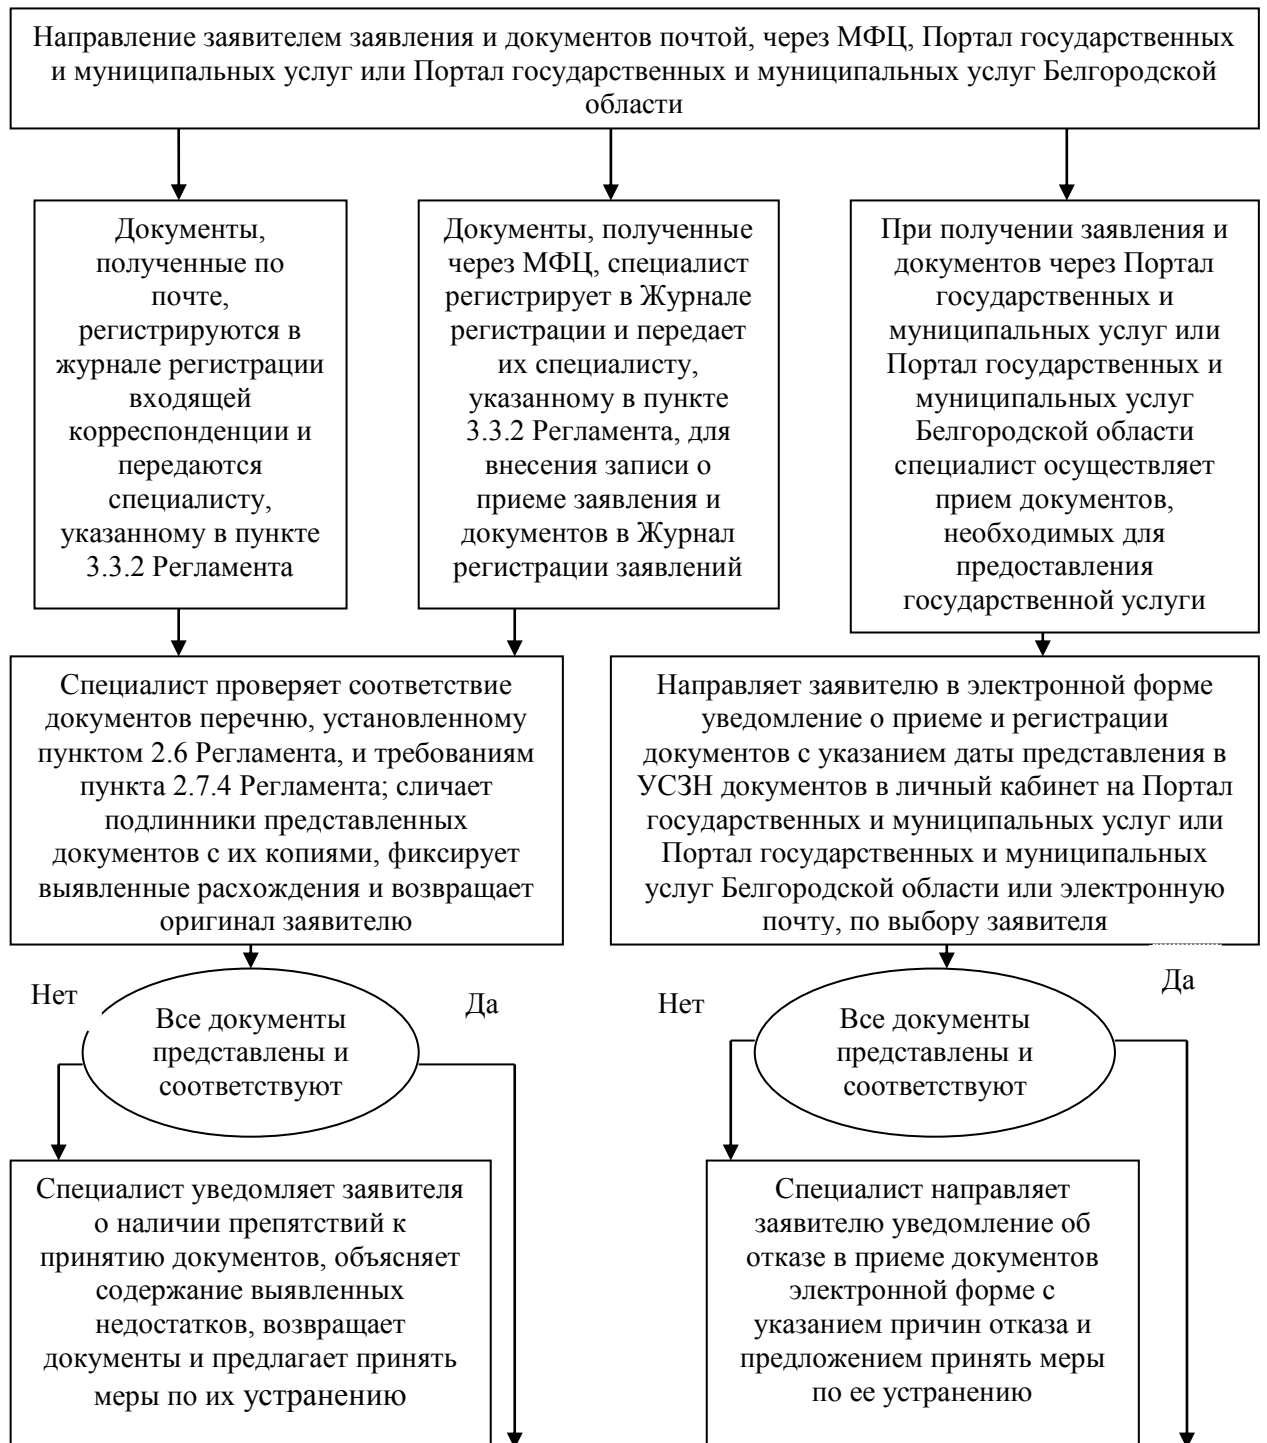 Направление заявителем заявления и документов почтой, через МФЦ, Портал государственных
и муниципальных услуг или Портал государственных и муниципальных услуг Белгородской
области
Документы,
полученные по
почте,
регистрируются в
журнале регистрации
входящей
корреспонденции и
передаются
специалисту,
указанному в пункте
3.3.2 Регламента
Документы, полученные
через МФЦ, специалист
регистрирует в Журнале
регистрации и передает
их специалисту,
указанному в пункте
3.3.2 Регламента, для
внесения записи о
приеме заявления и
документов в Журнал
регистрации заявлений
При получении заявления и
документов через Портал
государственных и
муниципальных услуг или
Портал государственных и
муниципальных услуг
Белгородской области
специалист осуществляет
прием документов,
необходимых для
предоставления
государственной услуги
Специалист проверяет соответствие
документов перечню, установленному
пунктом 2.6 Регламента, и требованиям
пункта 2.7.4 Регламента; сличает
подлинники представленных
документов с их копиями, фиксирует
выявленные расхождения и возвращает
оригинал заявителю
Направляет заявителю в электронной форме
уведомление о приеме и регистрации
документов с указанием даты представления в
УСЗН документов в личный кабинет на Портал
государственных и муниципальных услуг или
Портал государственных и муниципальных
услуг Белгородской области или электронную
почту, по выбору заявителя
Нет
Все документы
представлены и
соответствуют
Да
Нет
Все документы
представлены и
соответствуют
Да
Специалист уведомляет заявителя
о наличии препятствий к
принятию документов, объясняет
содержание выявленных
недостатков, возвращает
документы и предлагает принять
меры по их устранению
Специалист направляет
заявителю уведомление об
отказе в приеме документов
электронной форме с
указанием причин отказа и
предложением принять меры
по ее устранению